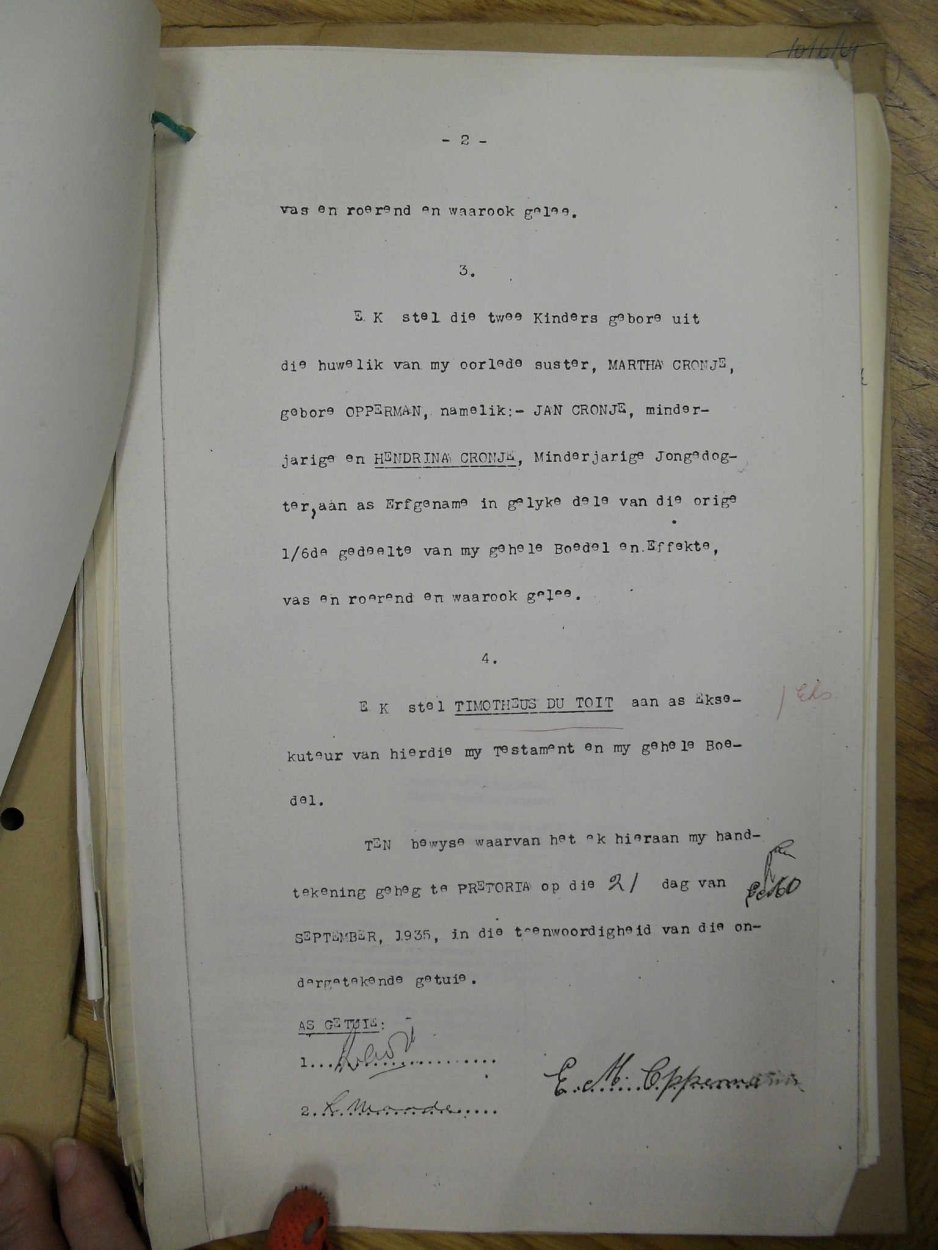 - 2 -
vas en roerend en waarook gelee.
3.
E K stel die twee Kinders gebore uit
die huwelik van my oorlede suster, MARTHA CRONJE,
gebore OPPERMAN, namelik:- JAN CRONJE, minder-
jarige en HENDRINA CRONJE, Minderjarige Jongedog-
ter, aan as Erfgename in gelyke dele van die orige
1/6de gedeelte van my gehele Boedel en Effekte,
vas en roerend en waarook gelee.
4.
E K stel TIMOTHEUS DU TOIT aan as Ekse-
kuteur van hierdie my Testament en my gehele Boe-
del.
TEN bewyse waarvan het ek hieraan my hand-
tekening geheg te PRETORIA op die 21 dag van
SEPTEMBER, 1935, in die teenwoordigheid van die on-
dergetekende getuie.
AS GETUIE:
1.
2.
E. M. Opperman